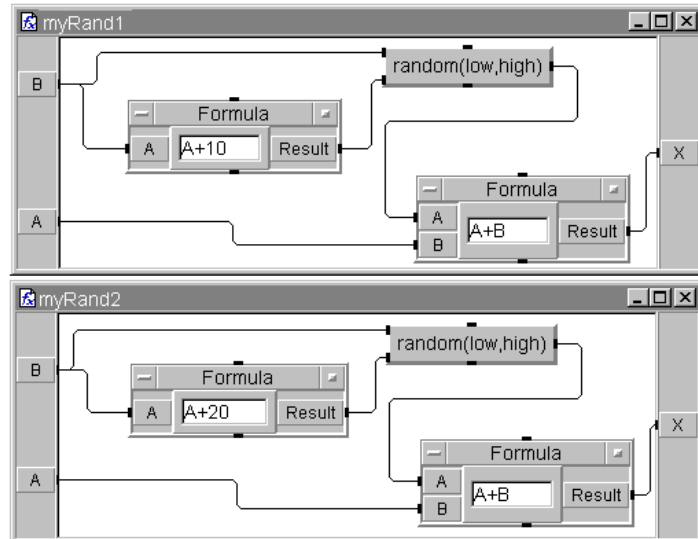 myRand1
B
random(low,high)
Formula
A
A+10
Result
X
A
Formula
A
B
A+B
Result
myRand2
B
random(low,high)
Formula
A
A+20
Result
X
A
Formula
A
B
A+B
Result